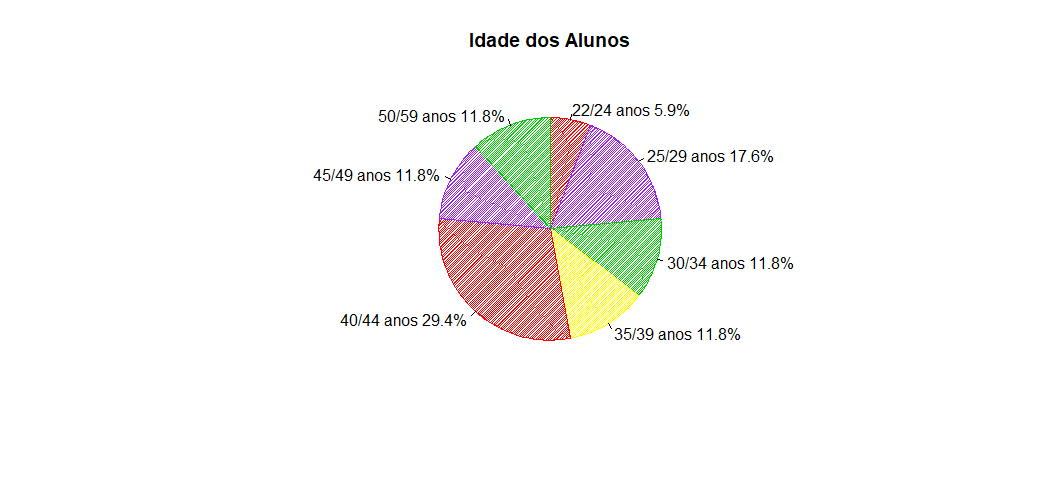 Idade dos Alunos
22/24 anos 5.9%
50/59 anos 11.8%
25/29 anos 17.6%
45/49 anos 11.8%
30/34 anos 11.8%
40/44 anos 29.4%
35/39 anos 11.8%